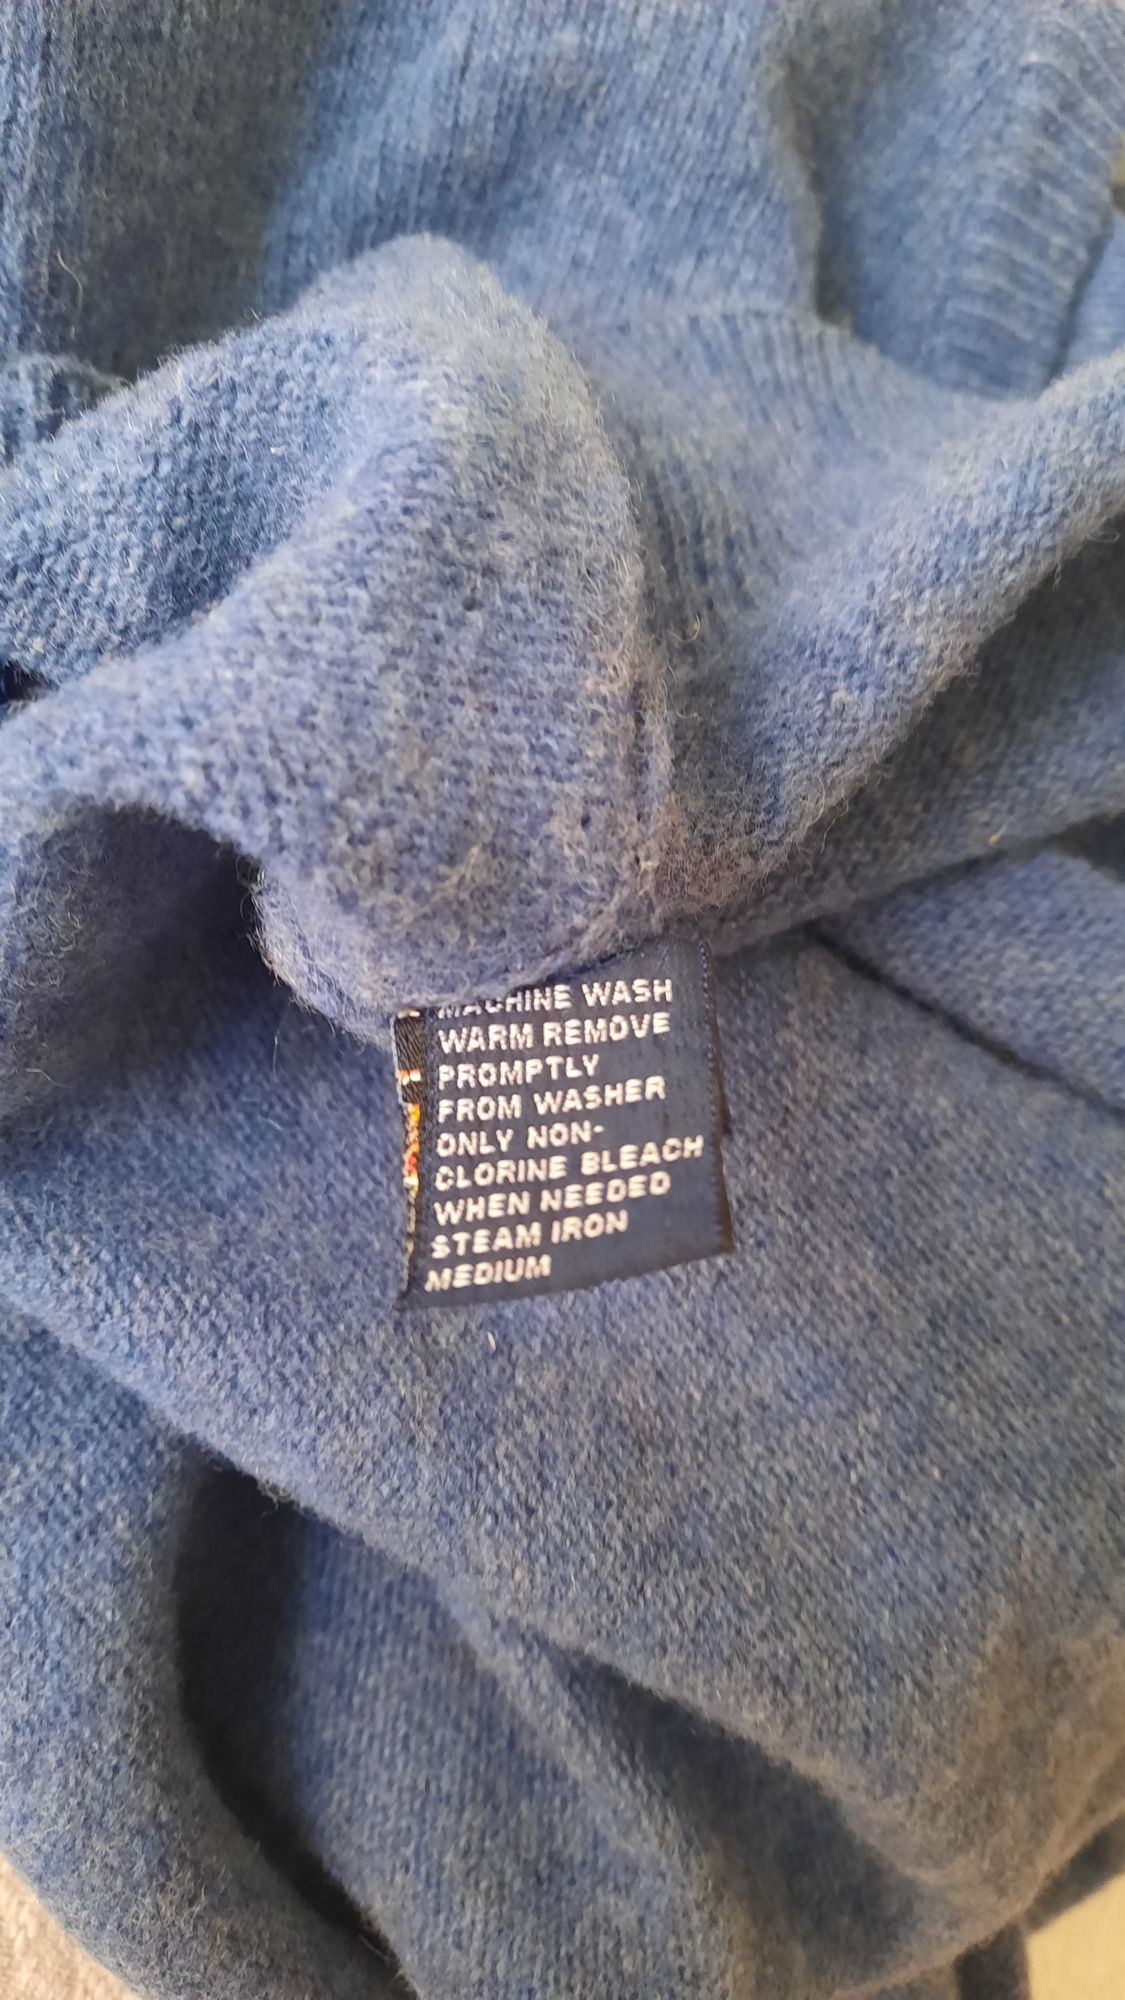 MACHINE WASH
WARM REMOVE
PROMPTLY
FROM WASHER
ONLY NON-
CLORINE BLEACH
WHEN NEEDED
STEAM IRON
MEDIUM